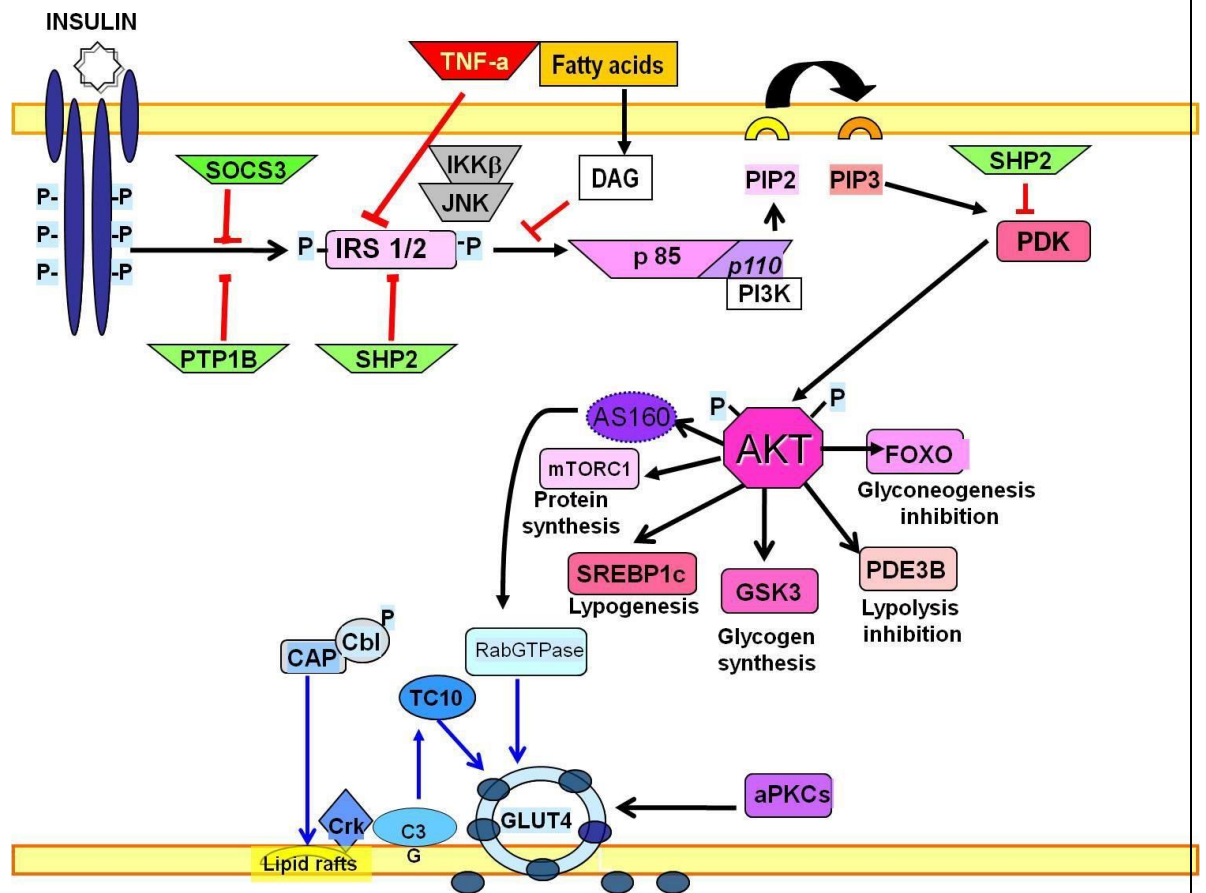 INSULIN
TNF-a
Fatty acids
SOCS3
IKKβ
JNK
DAG
PIP2
PIP3
SHP2
P-
-P
P-
-P
P-
-P
P
IRS 1/2
-P
p 85
p110
PI3K
PDK
PTP1B
SHP2
P
P
AS160
AKT
FOXO
mTORC1
Protein
synthesis
Glyconeogenesis
inhibition
SREBP1c
Lypogenesis
GSK3
Glycogen
synthesis
PDE3B
Lypolysis
inhibition
P
Cbl
CAP
RabGTPase
TC10
aPKCs
GLUT4
Crk
C3
G
Lipid rafts